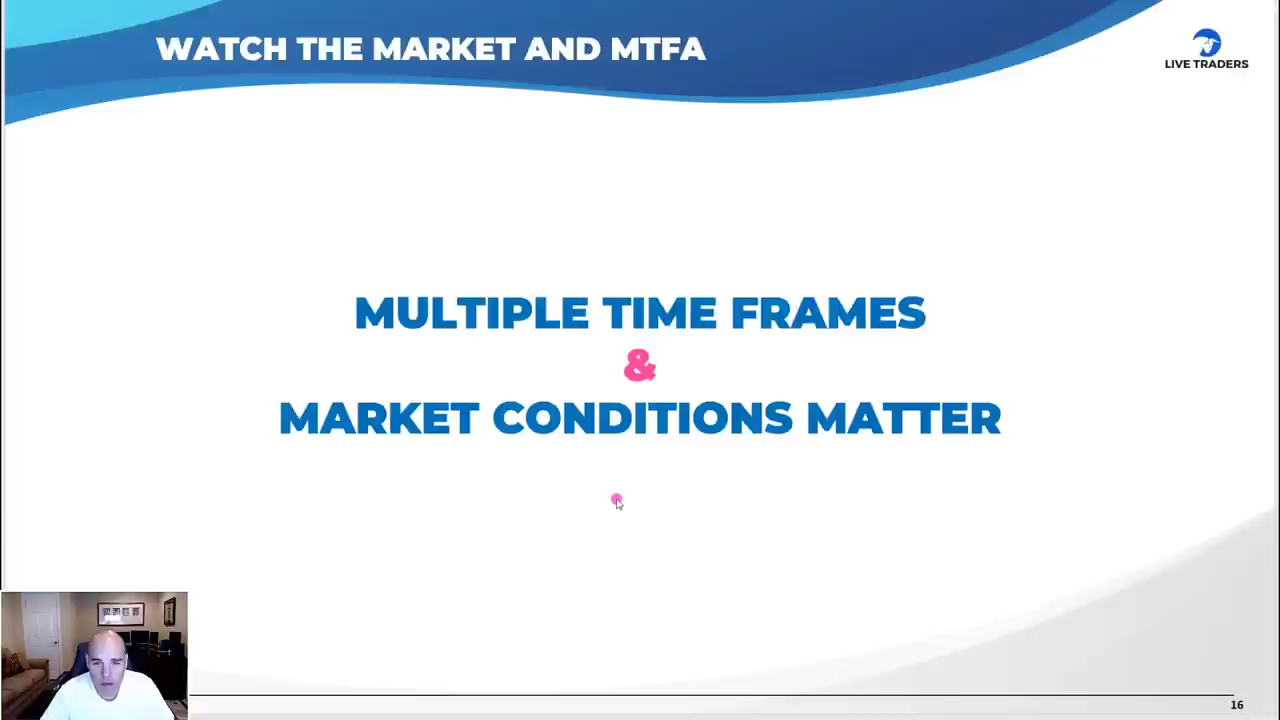 WATCH THE MARKET AND MTFA
LIVE TRADERS
MULTIPLE TIME FRAMES
&
MARKET CONDITIONS MATTER
16